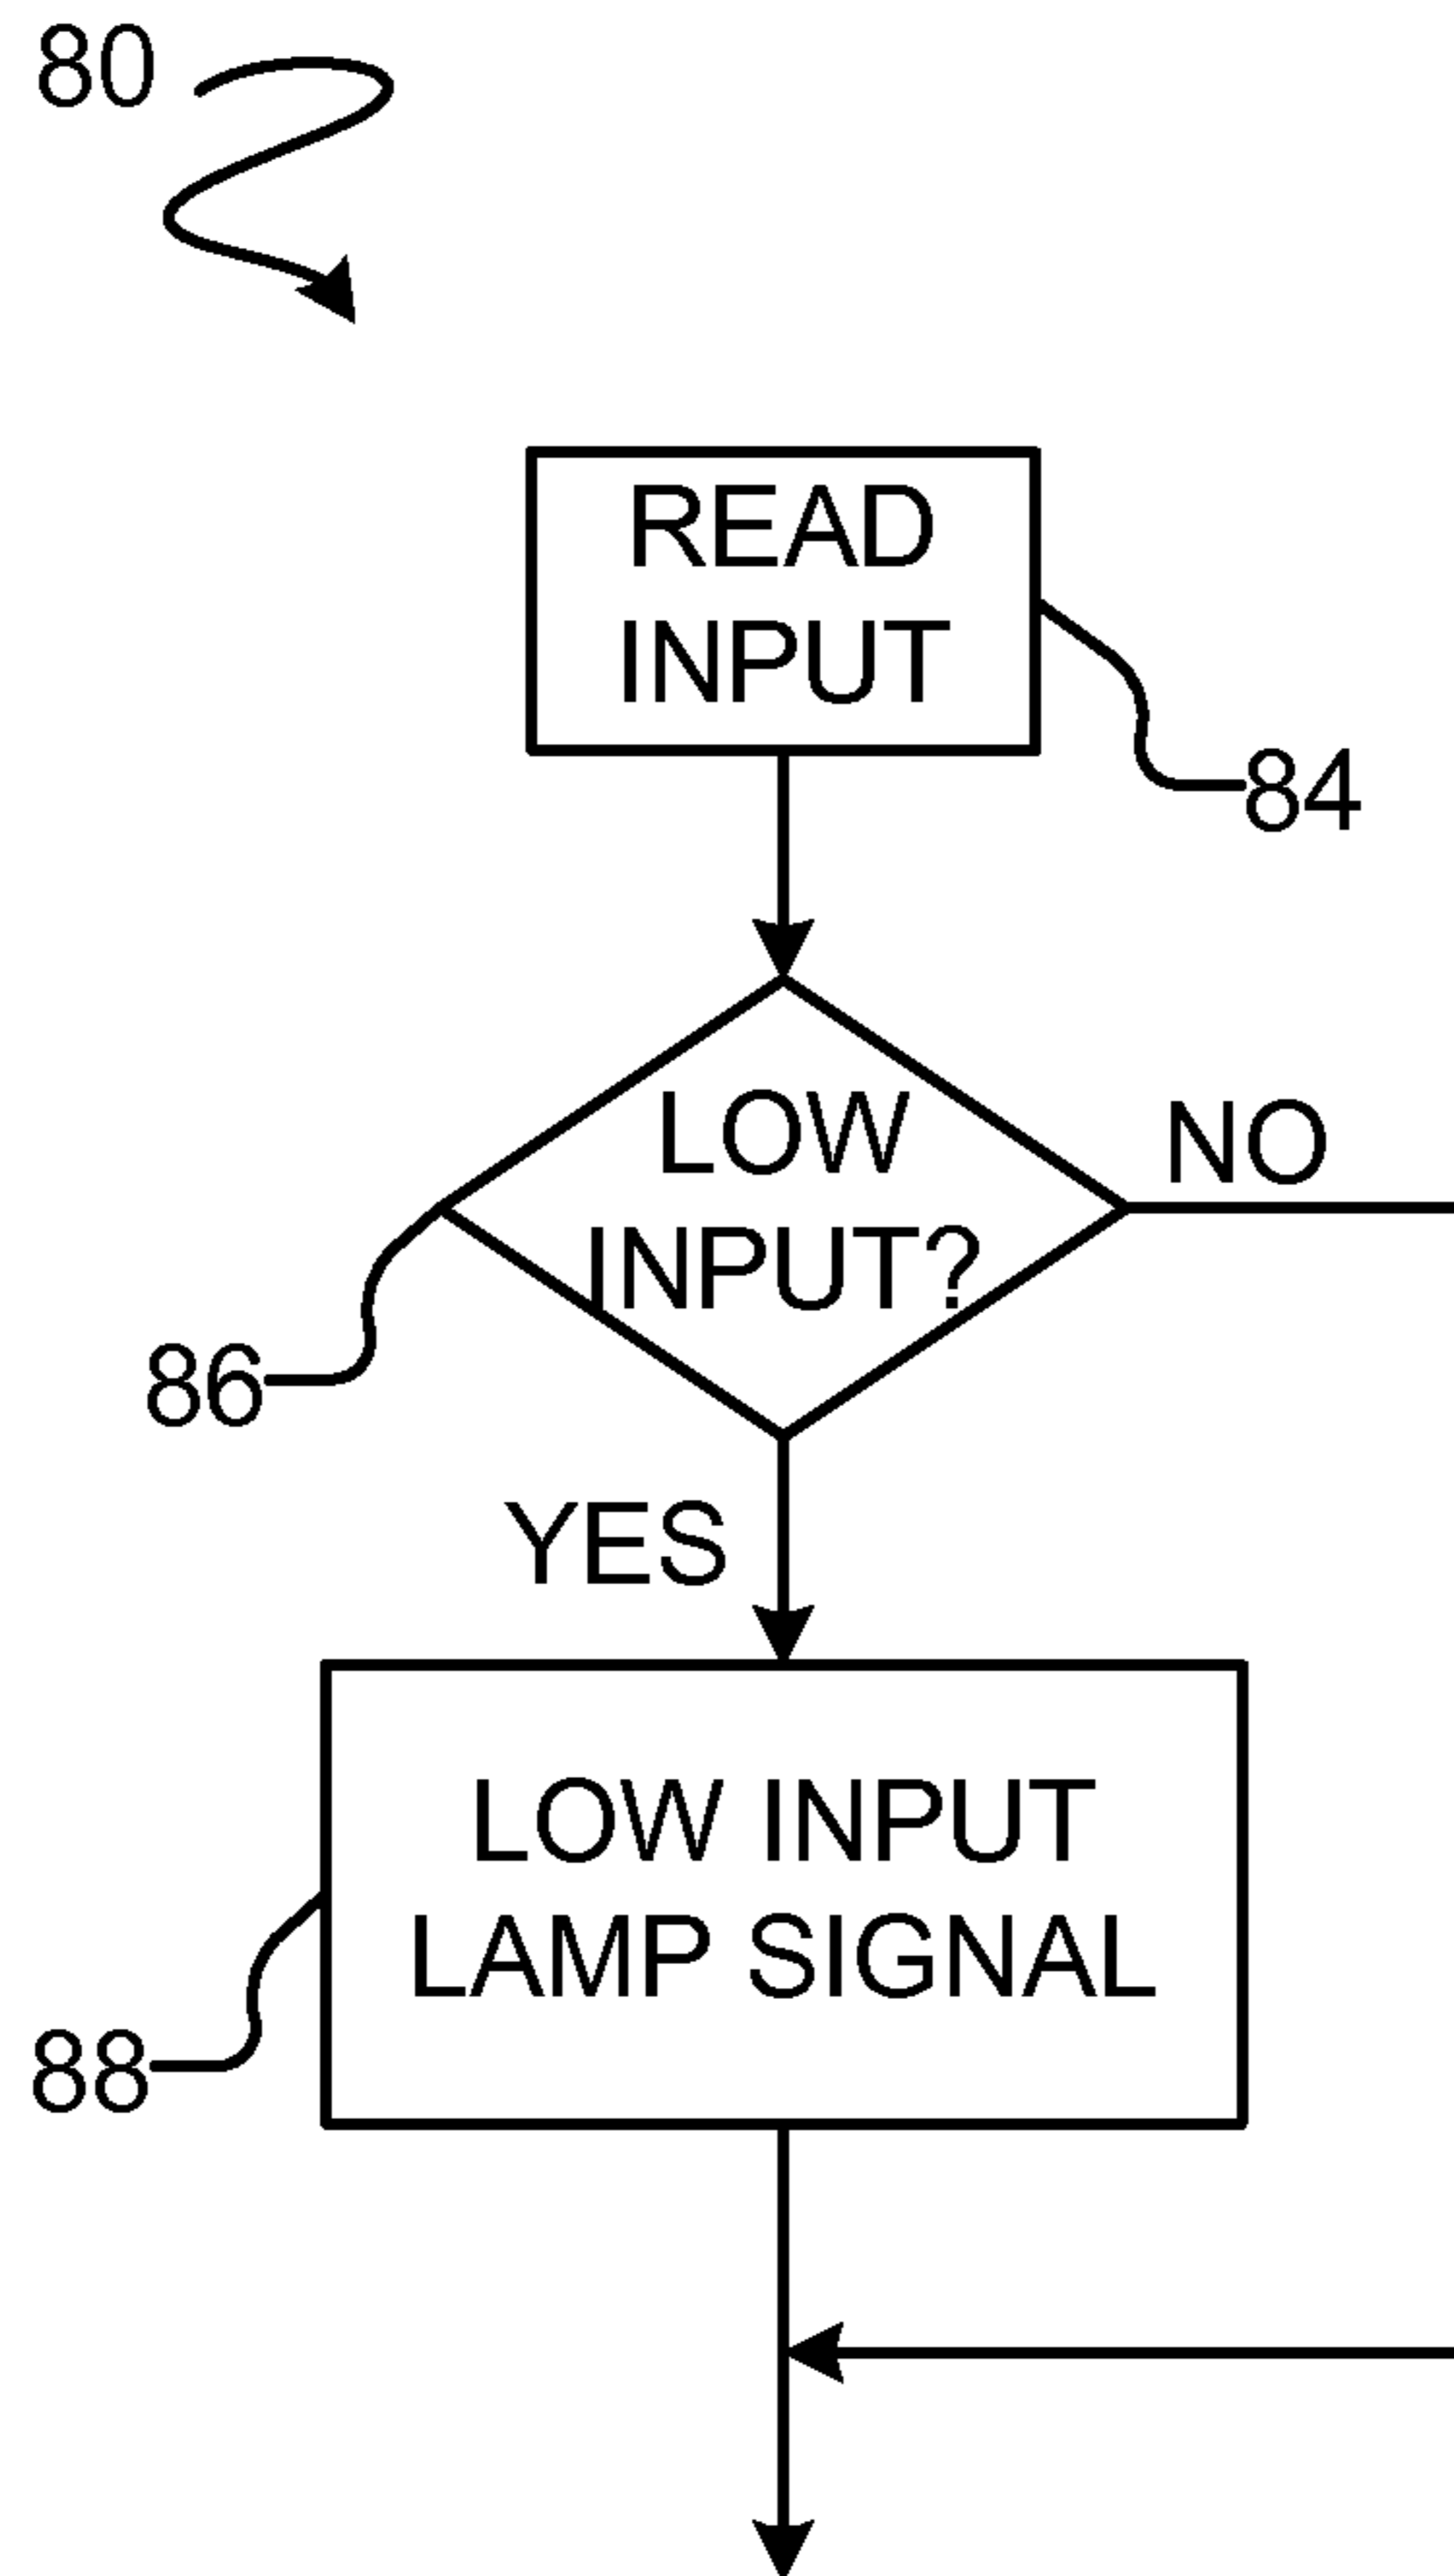 80
READ
INPUT
84
LOW
INPUT?
NO
86
YES
LOW INPUT
LAMP SIGNAL
88